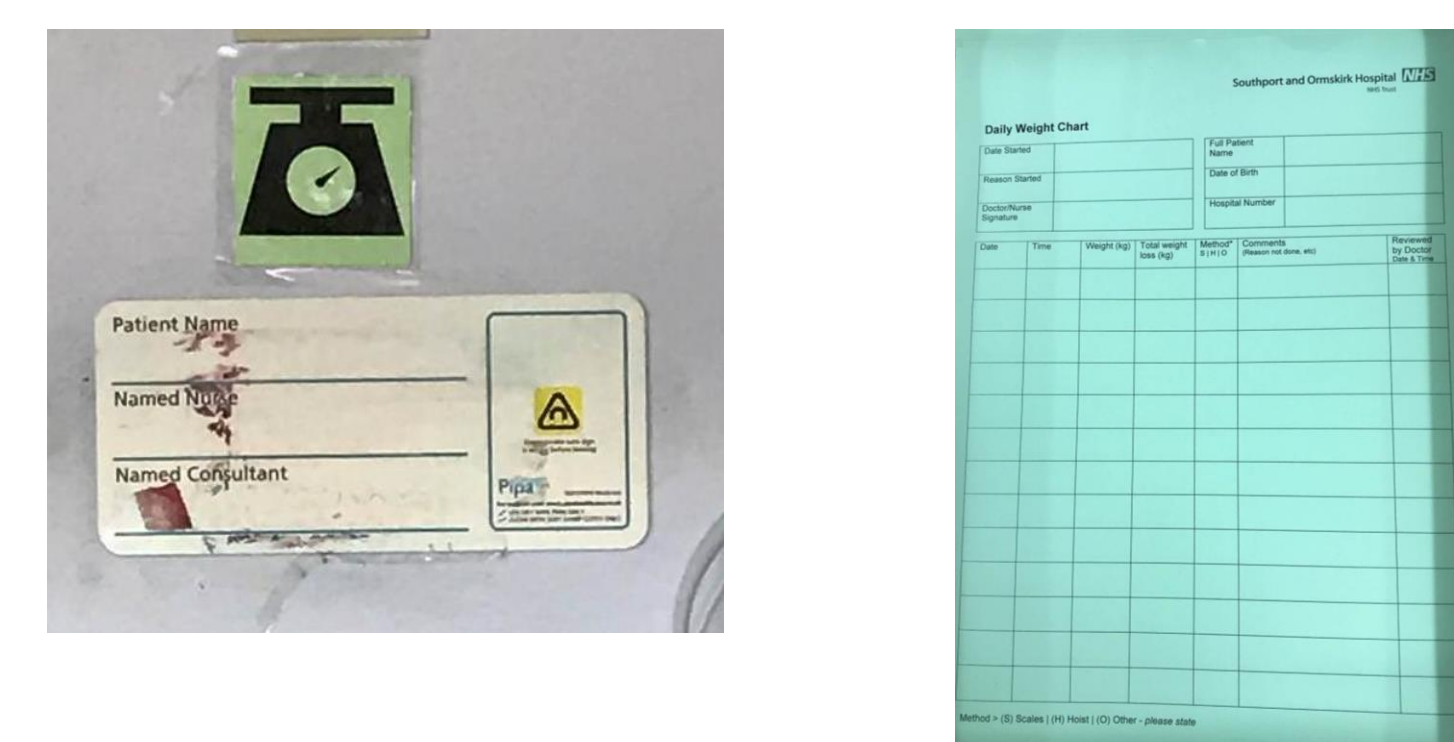 Patient Name
Named Nurse
Named Consultant
Pipa
Southport and Ormskirk Hospital NHS
NHS Trust
Daily Weight Chart
Date Started
Reason Started
Doctor/Nurse
Signature
Full Patient
Name
Date of Birth
Hospital Number
Date
Time
Weight (kg)
Total weight
loss (kg)
Method*
S | H | O
Comments
(Reason not done, etc)
Reviewed
by Doctor
Date & Time
Method > (S) Scales | (H) Hoist | (O) Other - please state